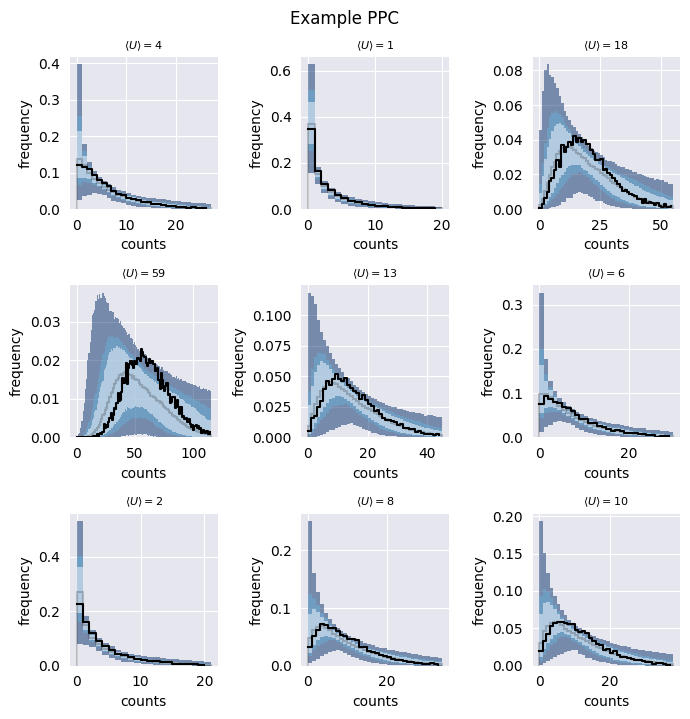 Example PPC
⟨U⟩ = 4
⟨U⟩ = 1
⟨U⟩ = 18
frequency
0.4
0.3
0.2
0.1
0.0
0
10
20
counts
frequency
0.6
0.4
0.2
0.0
0
10
20
counts
frequency
0.08
0.06
0.04
0.02
0.00
0
25
50
counts
⟨U⟩ = 59
⟨U⟩ = 13
⟨U⟩ = 6
frequency
0.03
0.02
0.01
0.00
0
50
100
counts
frequency
0.100
0.075
0.050
0.025
0.000
0
20
40
counts
frequency
0.3
0.2
0.1
0.0
0
20
counts
⟨U⟩ = 2
⟨U⟩ = 8
⟨U⟩ = 10
frequency
0.4
0.2
0.0
0
20
counts
frequency
0.2
0.1
0.0
0
20
counts
frequency
0.20
0.15
0.10
0.05
0.00
0
20
counts